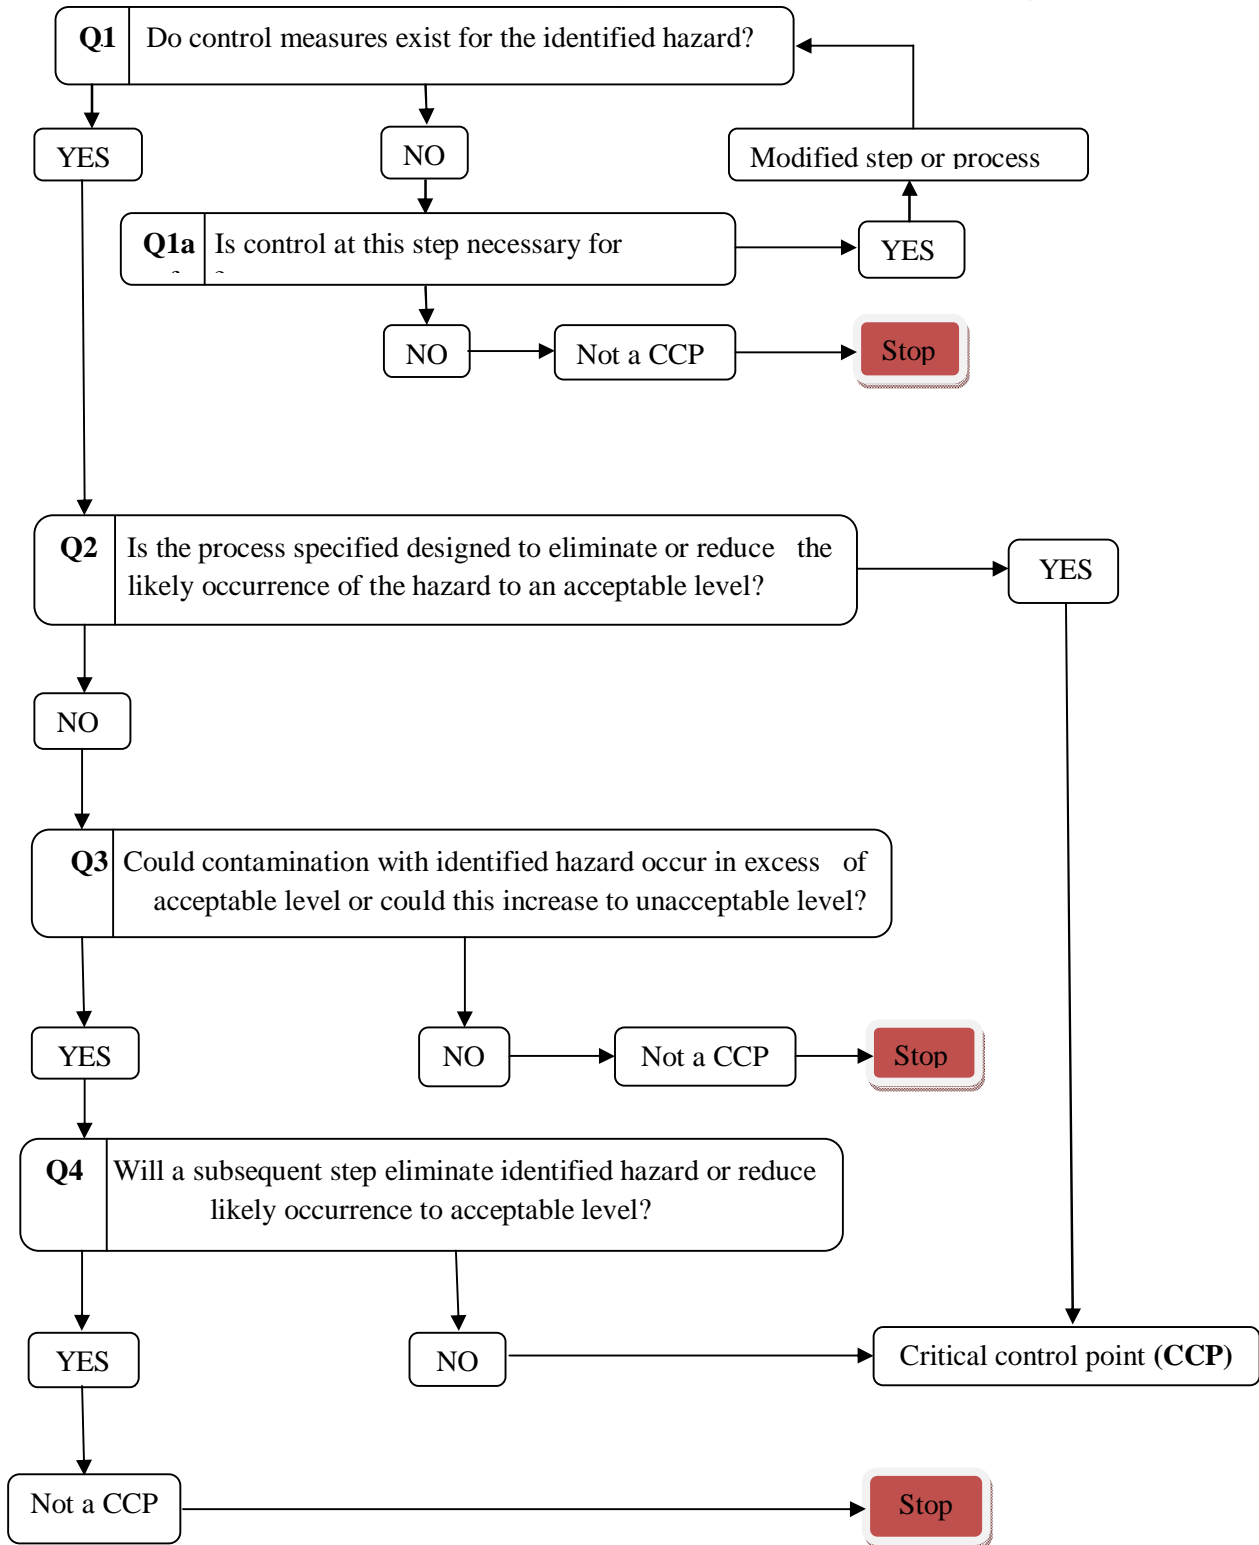 Q1 Do control measures exist for the identified hazard?
YES
NO
Modified step or process
Q1a Is control at this step necessary for
YES
NO
Not a CCP
Stop
Q2 Is the process specified designed to eliminate or reduce the
likely occurrence of the hazard to an acceptable level?
YES
NO
Q3 Could contamination with identified hazard occur in excess of
acceptable level or could this increase to unacceptable level?
YES
NO
Not a CCP
Stop
Q4 Will a subsequent step eliminate identified hazard or reduce
likely occurrence to acceptable level?
YES
NO
Critical control point (CCP)
Not a CCP
Stop